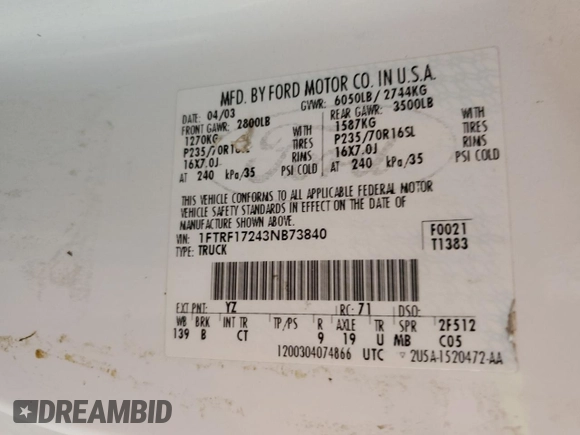 MFD. BY FORD MOTOR CO. IN U.S.A.
DATE: 04/03 GVWR: 6050LB/ 2744KG
FRONT GAWR: 2800LB REAR GAWR: 3500LB
1270KG WITH 1587KG WITH
P235/70R16SL TIRES P235/70R16SL TIRES
16X7.0J RIMS 16X7.0J RIMS
AT 240 kPa/35 PSI COLD AT 240 kPa/35 PSI COLD
THIS VEHICLE CONFORMS TO ALL APPLICABLE FEDERAL MOTOR
VEHICLE SAFETY STANDARDS IN EFFECT ON THE DATE OF
MANUFACTURE SHOWN ABOVE.
VIN: 1FTRF17243NB73840 F0021
TYPE: TRUCK T1383
EXT PNT: YZ RC: 71 DSO:
WB BRK INT TR TP/PS R AXLE TR SPR 2F512
139 B CT 9 19 U MB C05
1200304074866 UTC 2U5A-1520472-AA
DREAMBID